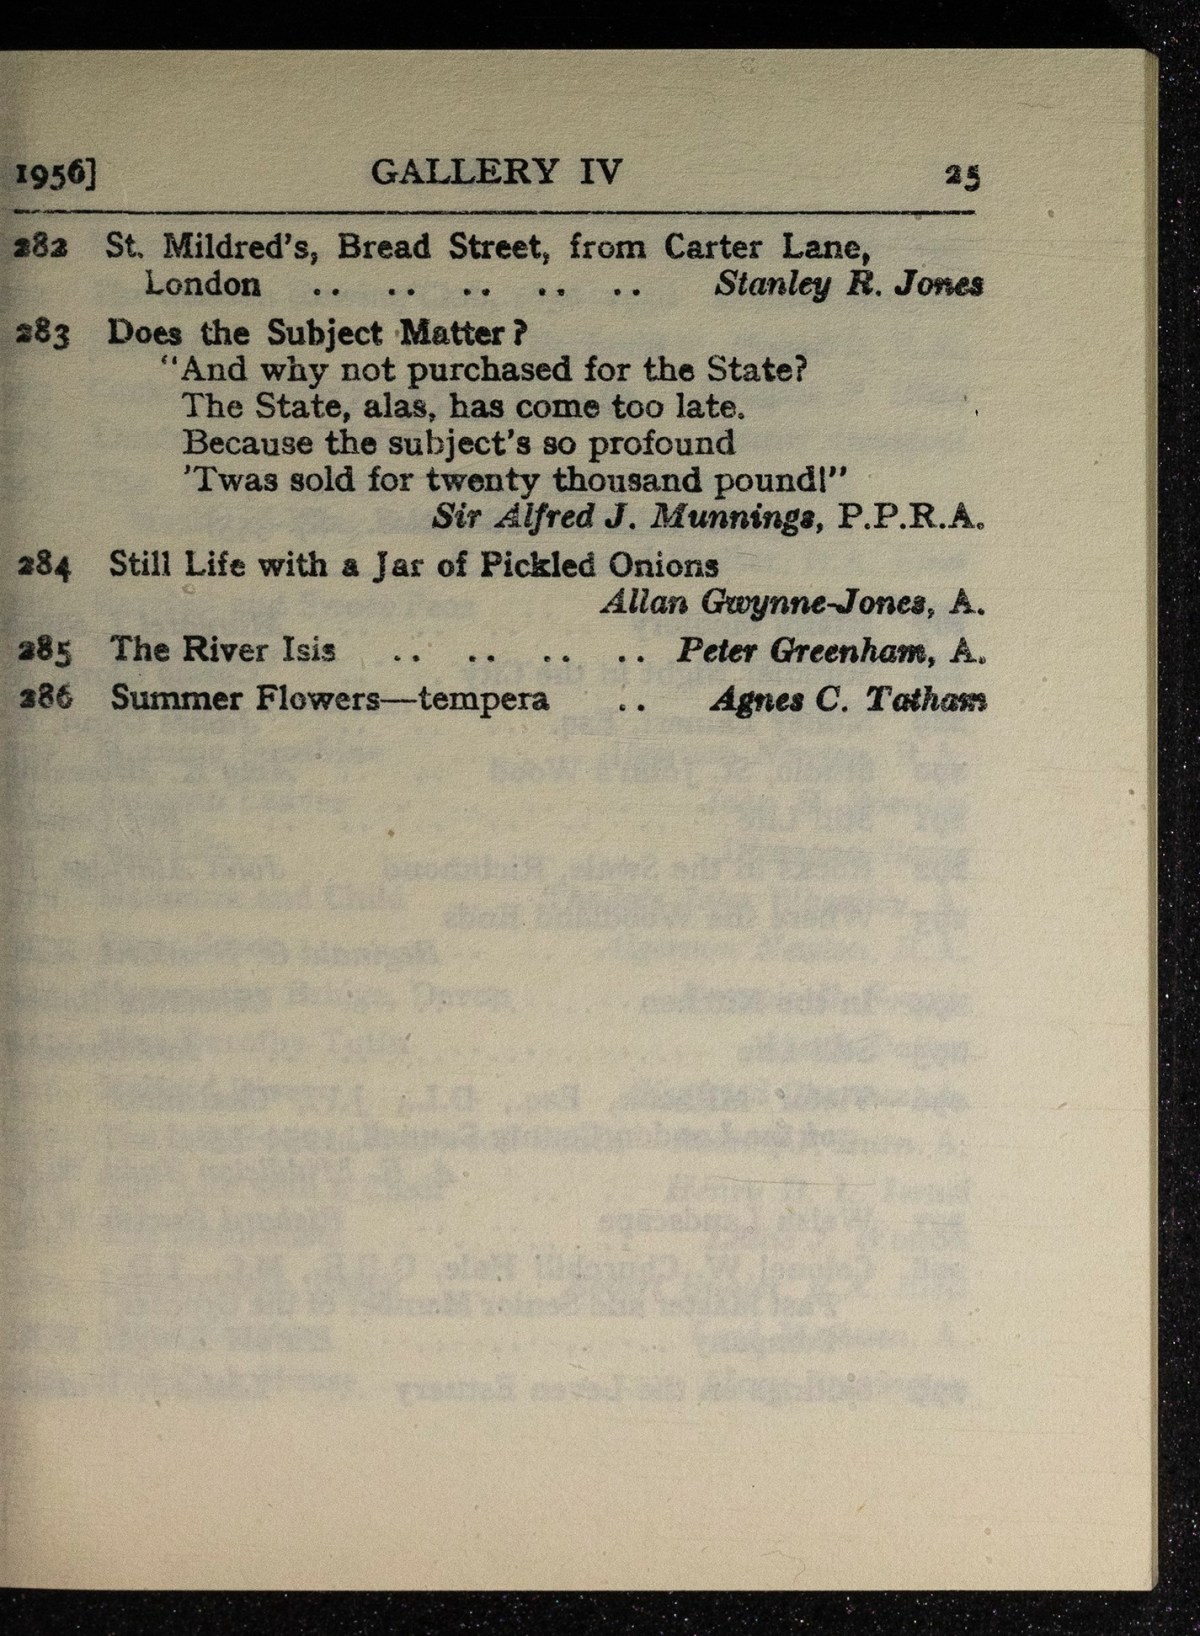 1956] GALLERY IV 25
282 St. Mildred's, Bread Street, from Carter Lane,
London .. .. .. .. .. Stanley R. Jones
283 Does the Subject Matter?
"And why not purchased for the State?
The State, alas, has come too late.
Because the subject's so profound
'Twas sold for twenty thousand pound!"
Sir Alfred J. Munnings, P.P.R.A.
284 Still Life with a Jar of Pickled Onions
Allan Gwynne-Jones, A.
285 The River Isis .. .. .. .. Peter Greenham, A.
286 Summer Flowers—tempera .. Agnes C. Tatham